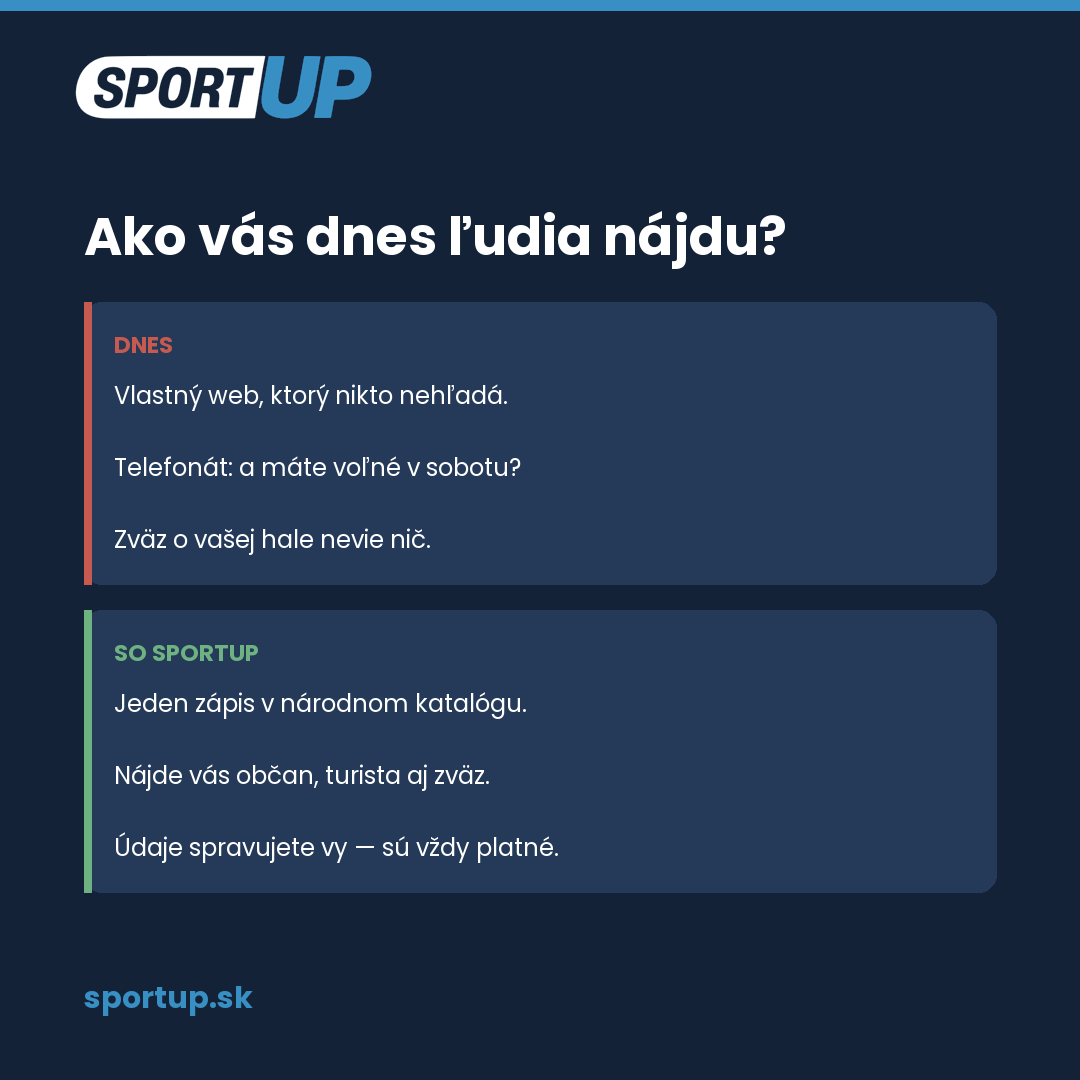 SPORTUP
Ako vás dnes ľudia nájdu?
DNES
Vlastný web, ktorý nikto nehľadá.
Telefonát: a máte voľné v sobotu?
Zväz o vašej hale nevie nič.
SO SPORTUP
Jeden zápis v národnom katalógu.
Nájde vás občan, turista aj zväz.
Údaje spravujete vy — sú vždy platné.
sportup.sk